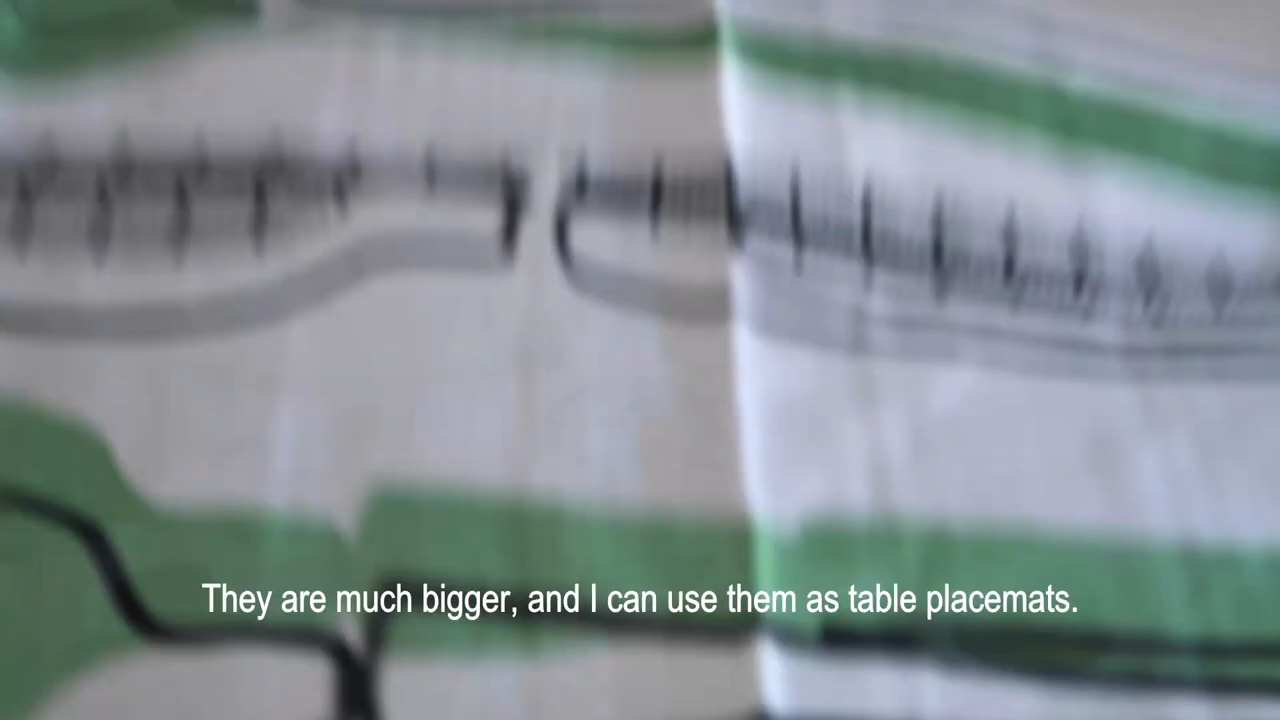 They are much bigger, and I can use them as table placemats.